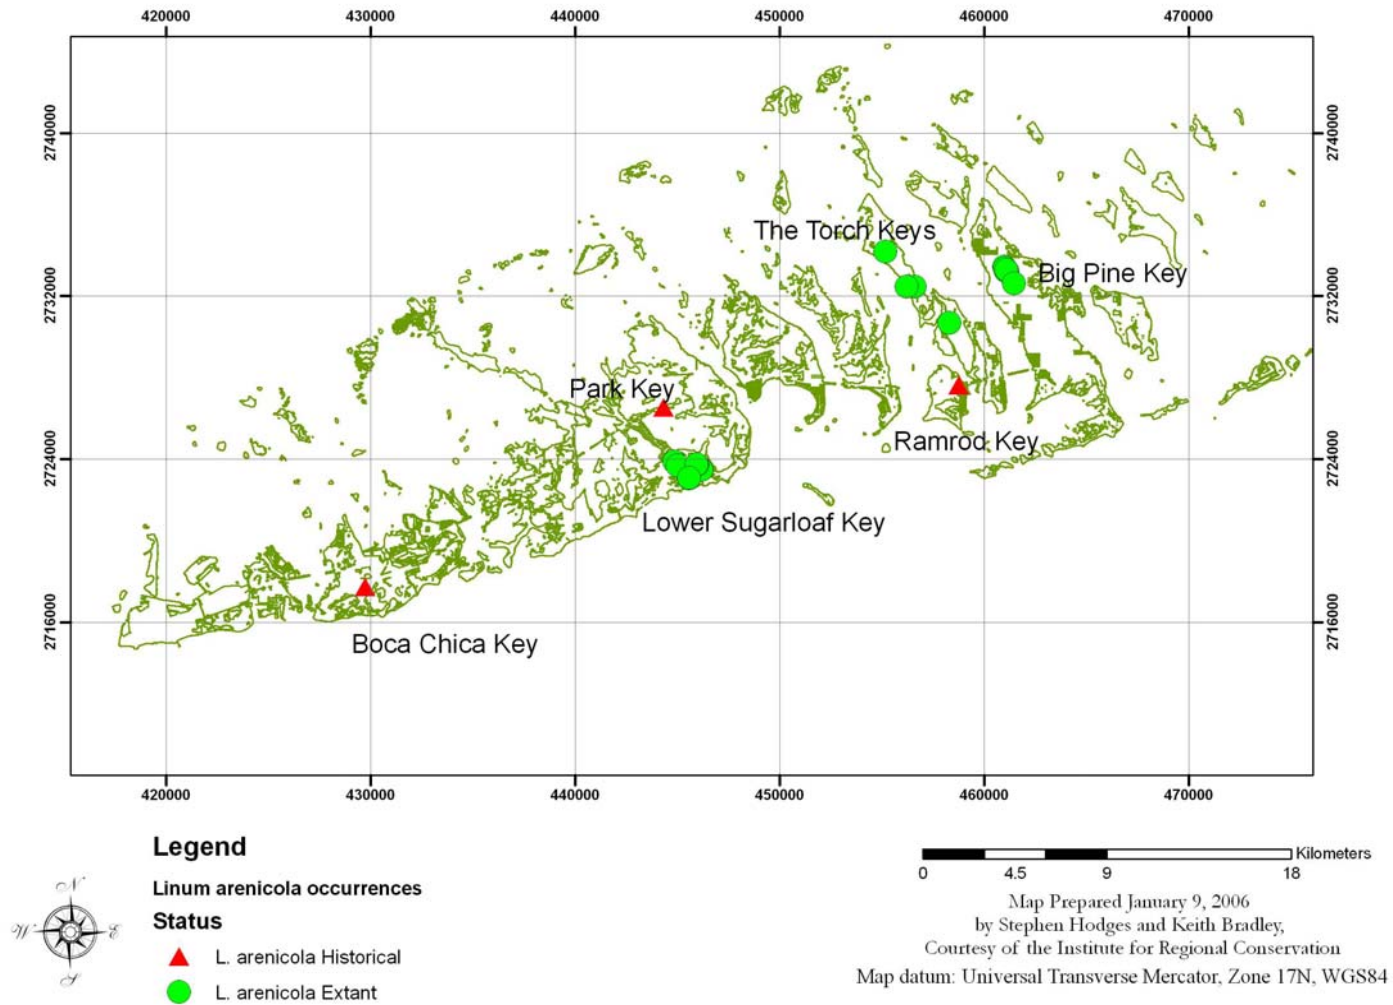 420000 430000 440000 450000 460000 470000
2740000 2740000
The Torch Keys
Big Pine Key
2732000 2732000
Park Key
Ramrod Key
2724000 2724000
Lower Sugarloaf Key
2716000 2716000
Boca Chica Key
420000 430000 440000 450000 460000 470000
Legend
Linum arenicola occurrences
Status
L. arenicola Historical
L. arenicola Extant
N
W E
S
Kilometers
0 4.5 9 18
Map Prepared January 9, 2006
by Stephen Hodges and Keith Bradley,
Courtesy of the Institute for Regional Conservation
Map datum: Universal Transverse Mercator, Zone 17N, WGS84